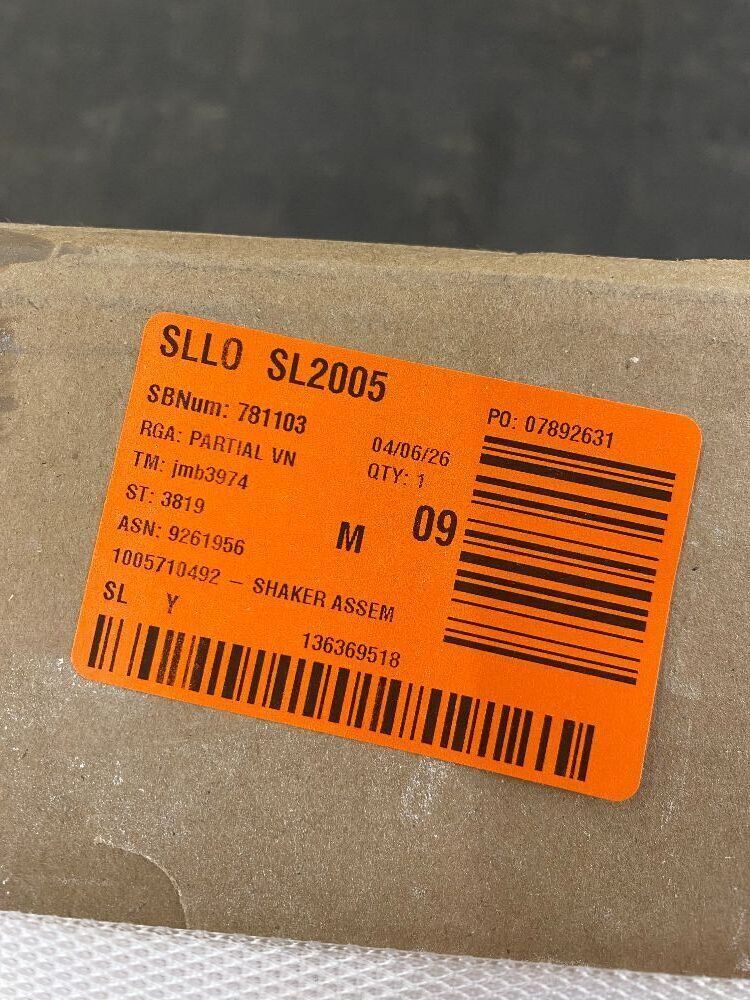 SLLO SL2005
SBNum: 781103
PO: 07892631
RGA: PARTIAL VN
04/06/26
TM: jmb3974
QTY: 1
ST: 3819
M 09
ASN: 9261956
1005710492 – SHAKER ASSEM
SL Y
136369518